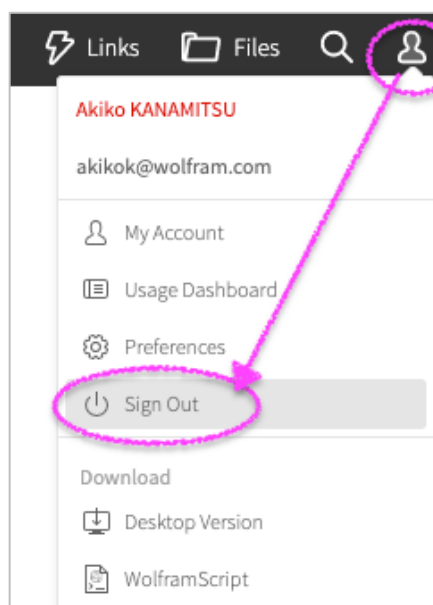 Links Files
Akiko KANAMITSU
akikok@wolfram.com
My Account
Usage Dashboard
Preferences
Sign Out
Download
Desktop Version
WolframScript